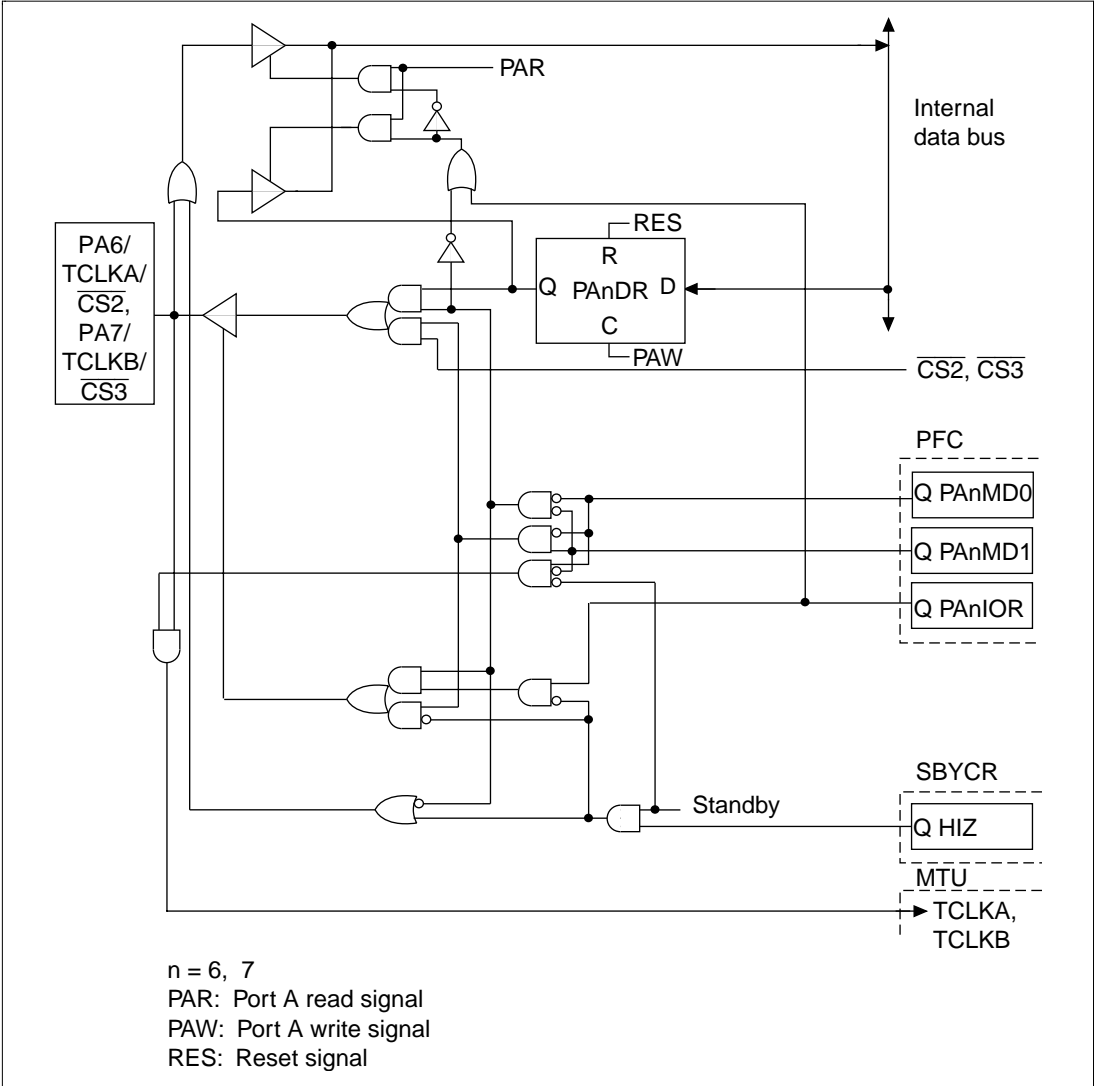 PAR
Internal
data bus
RES
PA6/
TCLKA/
CS2,
PA7/
TCLKB/
CS3
R
Q PAnDR D
C
PAW
CS2, CS3
PFC
Q PAnMD0
Q PAnMD1
Q PAnIOR
SBYCR
Standby
Q HIZ
MTU
TCLKA,
TCLKB
n = 6, 7
PAR: Port A read signal
PAW: Port A write signal
RES: Reset signal